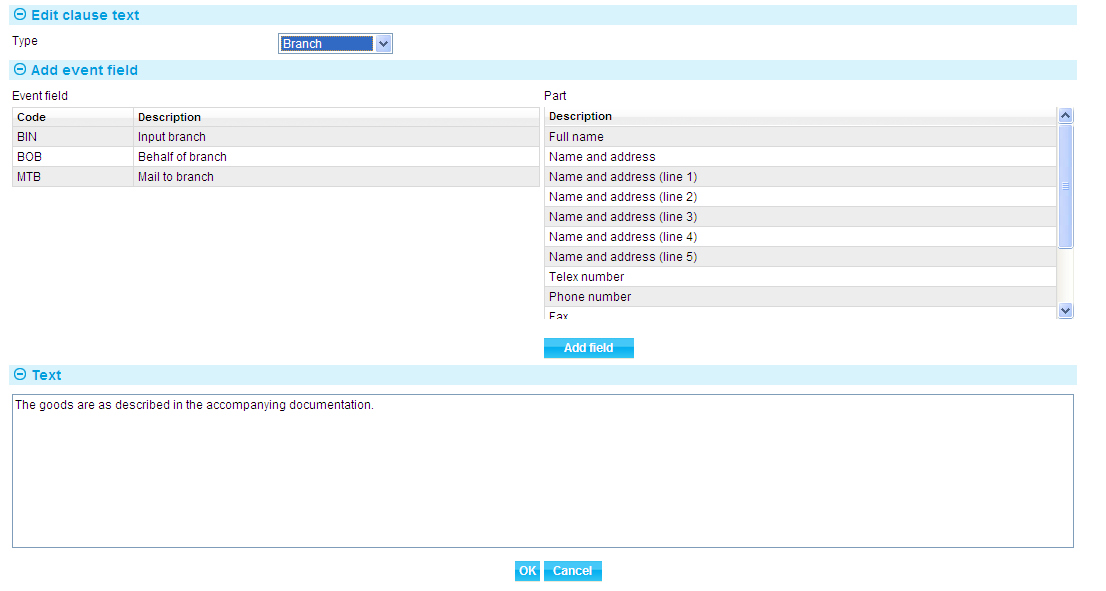 Edit clause text
Type
Branch
Add event field
Event field
Part
Code Description
Description
BIN Input branch
Full name
BOB Behalf of branch
Name and address
MTB Mail to branch
Name and address (line 1)
Name and address (line 2)
Name and address (line 3)
Name and address (line 4)
Name and address (line 5)
Telex number
Phone number
Fax
Add field
Text
The goods are as described in the accompanying documentation.
OK Cancel